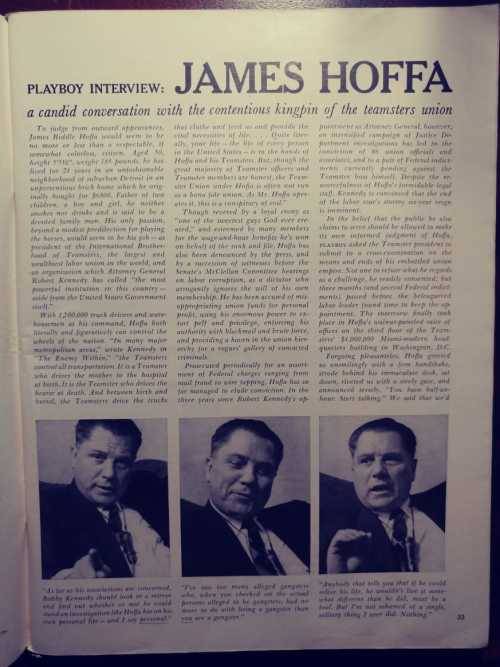 PLAYBOY INTERVIEW: JAMES HOFFA
a candid conversation with the contentious kingpin of the teamsters union
To judge from outward appearances,
James Riddle Hoffa would seem to be
no more or less than a respectable, if
somewhat colorless, citizen. Aged 50,
height 5'5½", weight 180 pounds, he has
lived for 24 years in an unfashionable
neighborhood of suburban Detroit in an
unpretentious brick home which he orig-
inally bought for $6800. Father of two
children, a boy and girl, he neither
smokes nor drinks and is said to be a
devoted family man. His only passion,
beyond a modest predilection for playing
the horses, would seem to be his job — as
president of the International Brother-
hood of Teamsters, the largest and
wealthiest labor union in the world, and
an organization which Attorney General
Robert Kennedy has called "the most
powerful institution in this country —
aside from the United States Government
itself."
With 1,700,000 truck drivers and ware-
housemen at his command, Hoffa both
literally and figuratively can control the
wheels of the nation. "In many major
metropolitan areas," wrote Kennedy in
"The Enemy Within," "the Teamsters
control all transportation. It is a Teamster
who drives the mother to the hospital
at birth. It is the Teamster who drives the
hearse at death. And between birth and
burial, the Teamsters drive the trucks
that clothe and feed us and provide the
vital necessities of life. . . . Quite liter-
ally, your life — the life of every person
in the United States — is in the hands of
Hoffa and his Teamsters. But, though the
great majority of Teamster officers and
Teamster members are honest, the Team-
ster Union under Hoffa is often not run
as a bona fide union. As Mr. Hoffa oper-
ates it, this is a conspiracy of evil."
Though revered by a loyal crony as
"one of the sweetest guys God ever cre-
ated," and esteemed by many members
for the wage-and-hour benefits he's won
on behalf of the rank and file, Hoffa has
also been denounced by the press, and
by a succession of witnesses before the
Senate's McClellan Committee hearings
on labor corruption, as a dictator who
arrogantly ignores the will of his own
membership. He has been accused of mis-
appropriating union funds for personal
profit, using his enormous power to ex-
tort pelf and privilege, enforcing his
authority with blackmail and brute force,
and providing a haven in the union hier-
archy for a rogues' gallery of convicted
criminals.
Prosecuted periodically for an assort-
ment of Federal charges ranging from
mail fraud to wire tapping, Hoffa has so
far managed to elude conviction. In the
three years since Robert Kennedy's ap-
pointment as Attorney General, however,
an intensified campaign of Justice De-
partment investigations has led to the
conviction of 86 union officials and
associates, and to a pair of Federal indict-
ments currently pending against the
Teamster boss himself. Despite the re-
sourcefulness of Hoffa's formidable legal
staff, Kennedy is convinced that the end
of the labor czar's stormy six-year reign
is imminent.
In the belief that the public he also
claims to serve should be allowed to make
its own informed judgment of Hoffa,
PLAYBOY asked the Teamster president to
submit to a cross-examination on the
means and ends of his embattled union
empire. Not one to refuse what he regards
as a challenge, he readily consented; but
three months (and several Federal indict-
ments) passed before the beleaguered
labor leader found time to keep the ap-
pointment. The interview finally took
place in Hoffa's walnut-paneled suite of
offices on the third floor of the Team-
sters' $4,000,000 Miami-modern head-
quarters building in Washington, D.C.
Forgoing pleasantries, Hoffa greeted
us unsmilingly with a firm handshake,
strode behind his immaculate desk, sat
down, riveted us with a steely gaze, and
announced tersely, "You have half-an-
hour. Start talking." We said that we'd
"As far as his associations are concerned,
Bobby Kennedy should look in a mirror
and find out whether or not he could
stand an investigation like Hoffa has on his
own personal life — and I say personal."
"I've met too many alleged gangsters
who, when you checked on the actual
persons alleged to be gangsters, had no
more to do with being a gangster than
you are a gangster."
"Anybody that tells you that if he could
relive his life, he wouldn't live it some-
what different than he did, must be a
fool. But I'm not ashamed of a single,
solitary thing I ever did. Nothing."
33